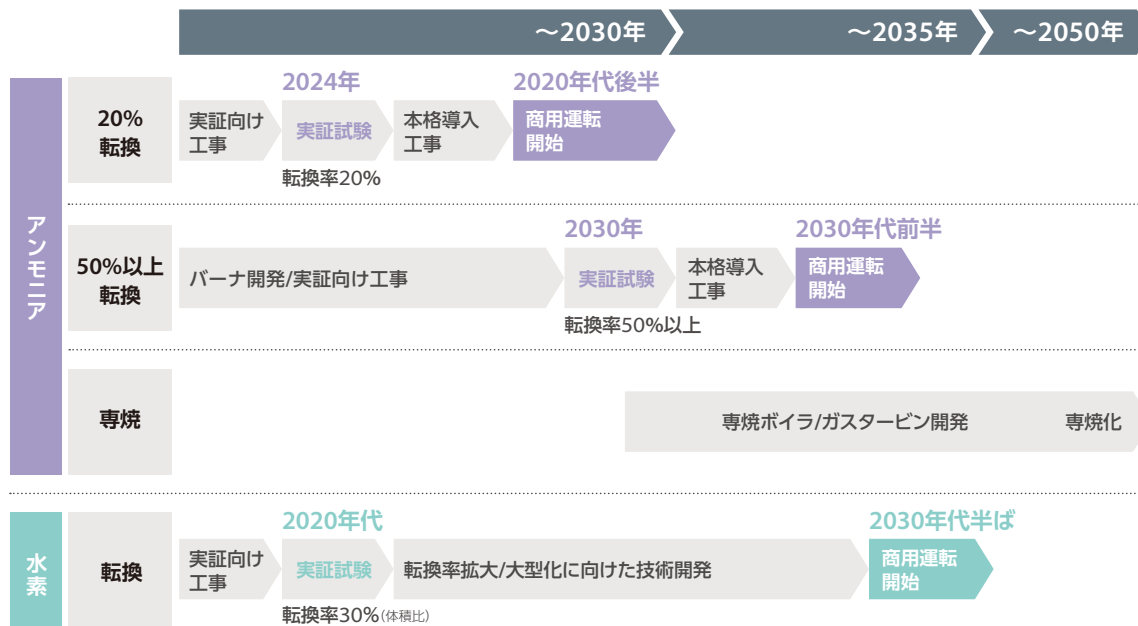 ～2030年
～2035年
～2050年
アンモニア
20%
転換
実証向け
工事
2024年
実証試験
転換率20%
本格導入
工事
2020年代後半
商用運転
開始
50%以上
転換
バーナ開発/実証向け工事
2030年
実証試験
転換率50%以上
本格導入
工事
2030年代前半
商用運転
開始
専焼
専焼ボイラ/ガスタービン開発
専焼化
水素
転換
実証向け
工事
2020年代
実証試験
転換率30%(体積比)
転換率拡大/大型化に向けた技術開発
2030年代半ば
商用運転
開始